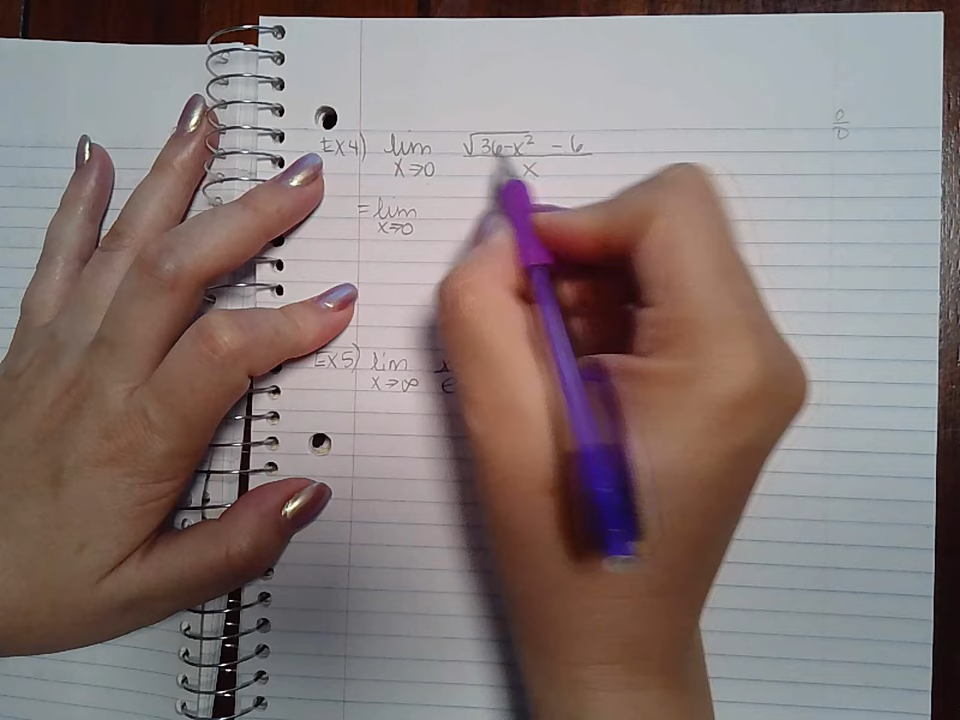 0
0
EX4) lim √36-x² - 6
x→0 x
= lim
x→0
EX5) lim
x→∞ e